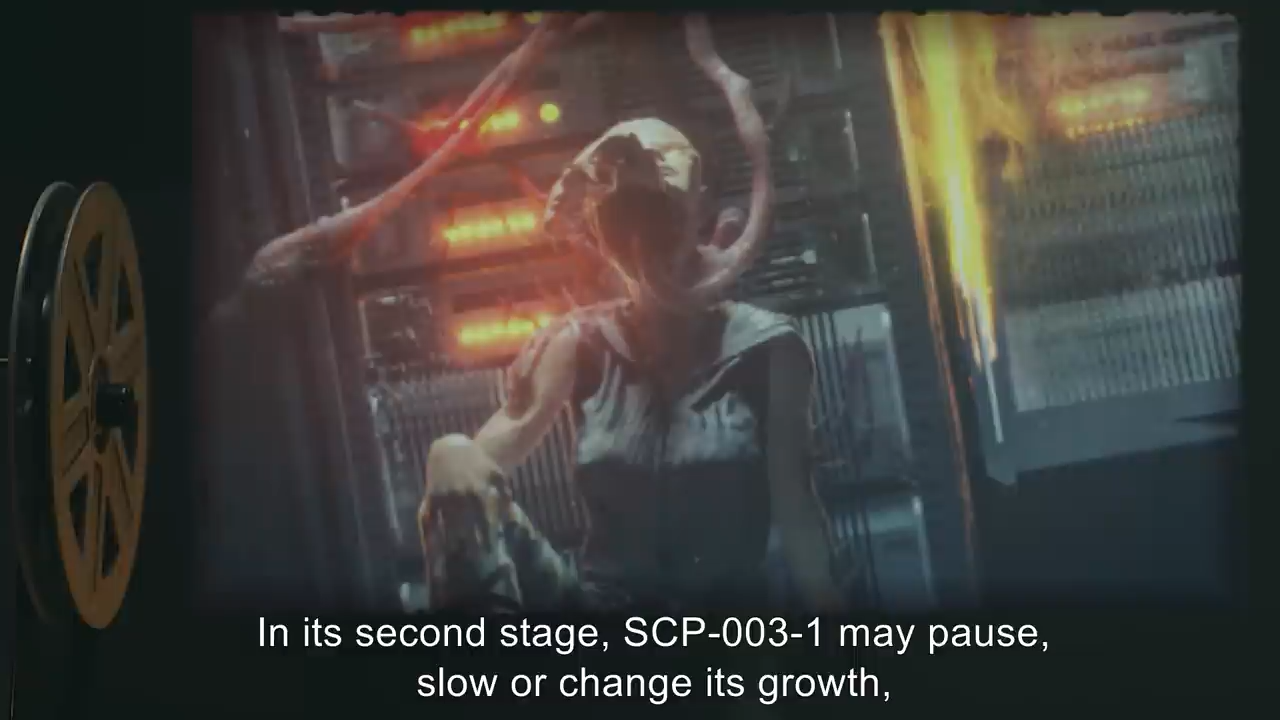 In its second stage, SCP-003-1 may pause,
slow or change its growth,